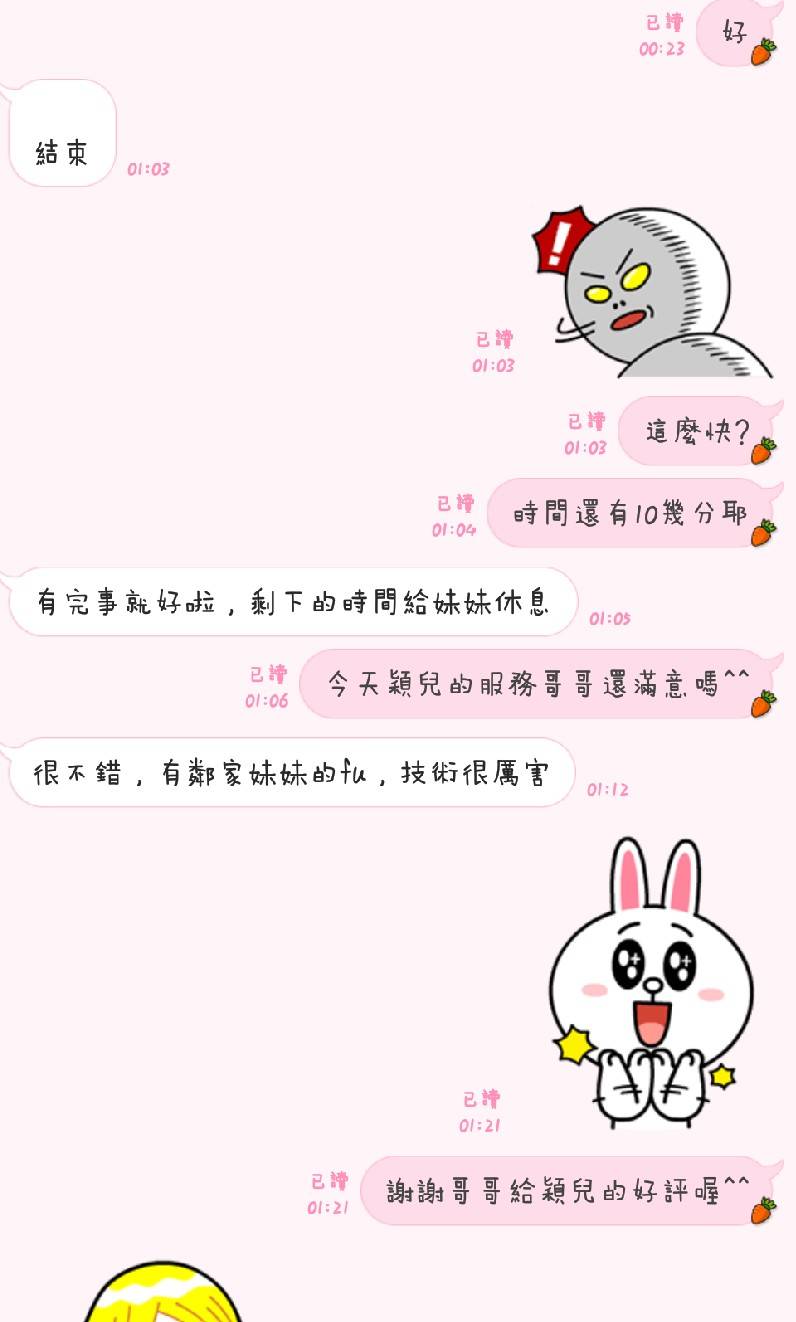 已讀
00:23
好
結束
01:03
!
已讀
01:03
已讀
01:03
這麼快?
已讀
01:04
時間還有10幾分耶
有完事就好啦，剩下的時間給妹妹休息
01:05
已讀
01:06
今天穎兒的服務哥哥還滿意嗎^^
很不錯，有鄰家妹妹的fu，技術很厲害
01:12
已讀
01:21
已讀
01:21
謝謝哥哥給穎兒的好評喔^^